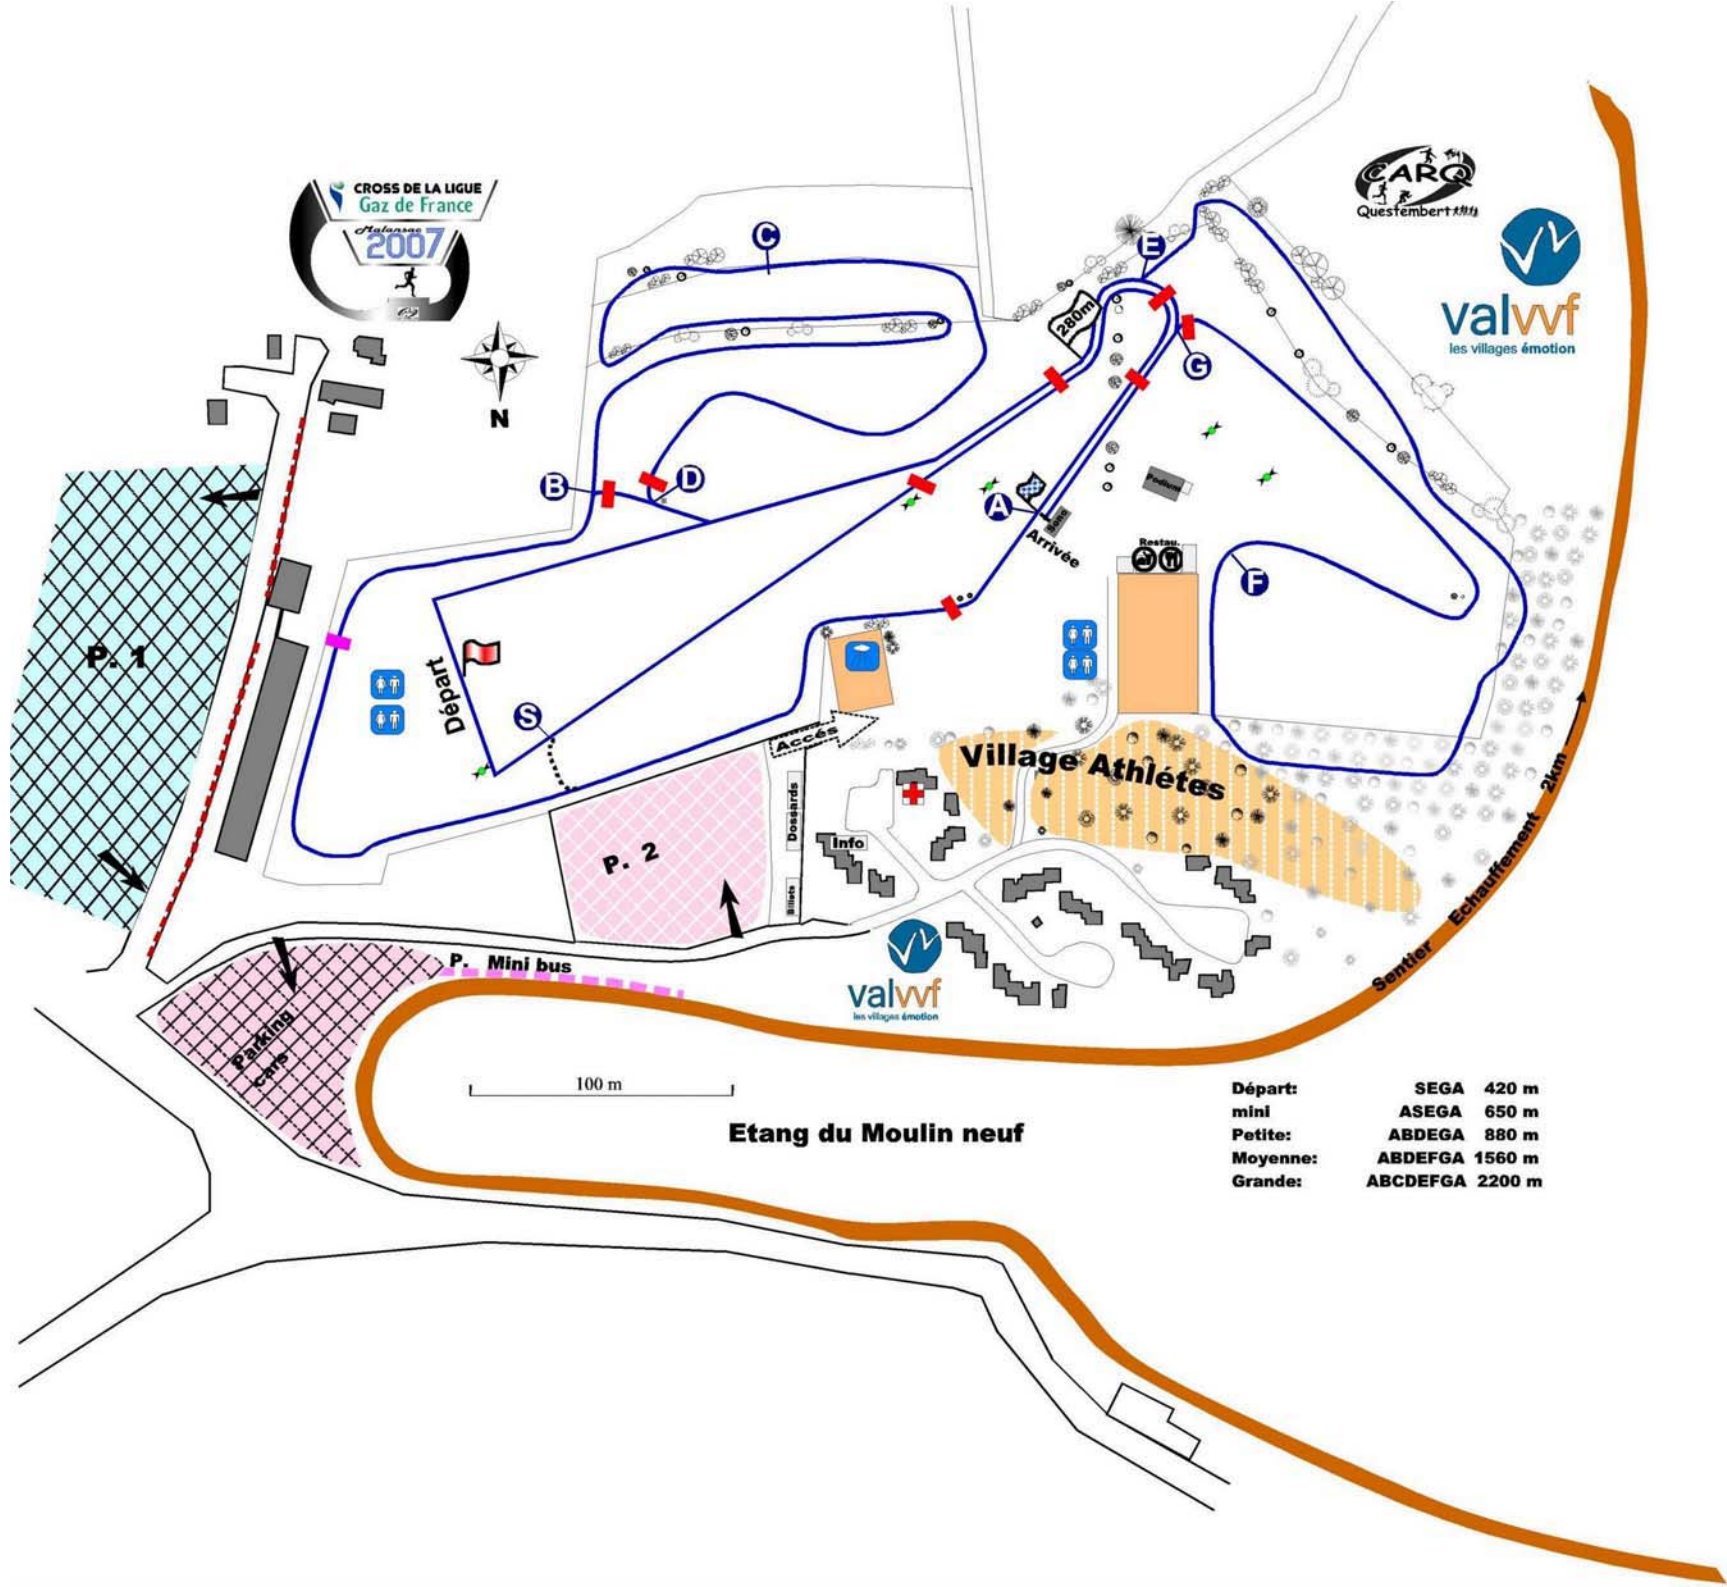 CROSS DE LA LIGUE
Gaz de France
Malansac
2007
N
CARQ
Questembert
valvvf
les villages émotion
C
E
280m
G
B
D
A
Sono
Arrivée
Podium
Restau.
F
P. 1
Départ
S
Accés
Village Athlétes
Dossards
Billets
Info
P. 2
P. Mini bus
Parking
cars
valvvf
les villages émotion
Sentier Echauffement 2km
100 m
Etang du Moulin neuf
Départ: SEGA 420 m
mini ASEGA 650 m
Petite: ABDEGA 880 m
Moyenne: ABDEFGA 1560 m
Grande: ABCDEFGA 2200 m